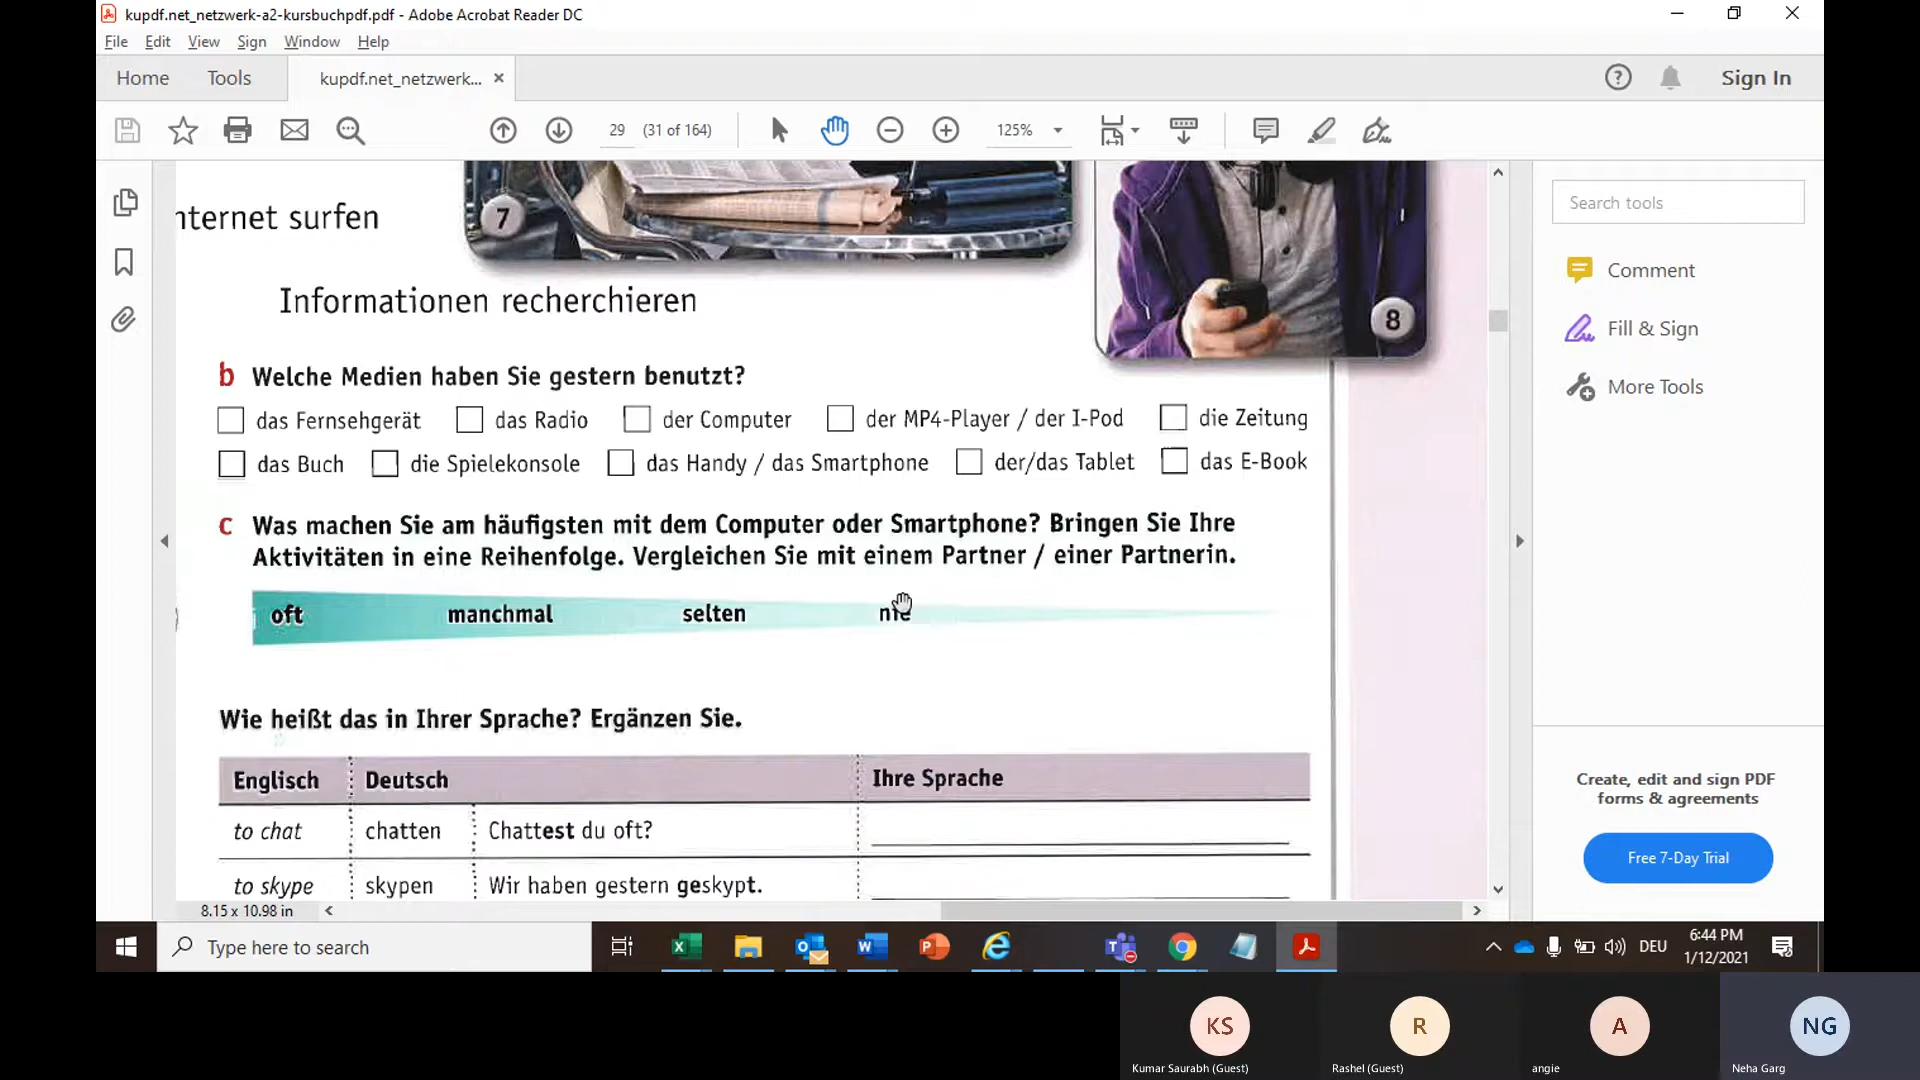 kupdf.net_netzwerk-a2-kursbuchpdf.pdf - Adobe Acrobat Reader DC
File Edit View Sign Window Help
Home Tools kupdf.net_netzwerk... × Sign In
29 (31 of 164) 125%
nternet surfen
7
Informationen recherchieren
8
b Welche Medien haben Sie gestern benutzt?
das Fernsehgerät das Radio der Computer der MP4-Player / der I-Pod die Zeitung
das Buch die Spielekonsole das Handy / das Smartphone der/das Tablet das E-Book
c Was machen Sie am häufigsten mit dem Computer oder Smartphone? Bringen Sie Ihre
Aktivitäten in eine Reihenfolge. Vergleichen Sie mit einem Partner / einer Partnerin.
oft manchmal selten nie
Wie heißt das in Ihrer Sprache? Ergänzen Sie.
Englisch Deutsch Ihre Sprache
to chat chatten Chattest du oft?
to skype skypen Wir haben gestern geskypt.
8.15 x 10.98 in
Search tools
Comment
Fill & Sign
More Tools
Create, edit and sign PDF
forms & agreements
Free 7-Day Trial
Type here to search
DEU
6:44 PM
1/12/2021
KS R A NG
Kumar Saurabh (Guest) Rashel (Guest) angie Neha Garg